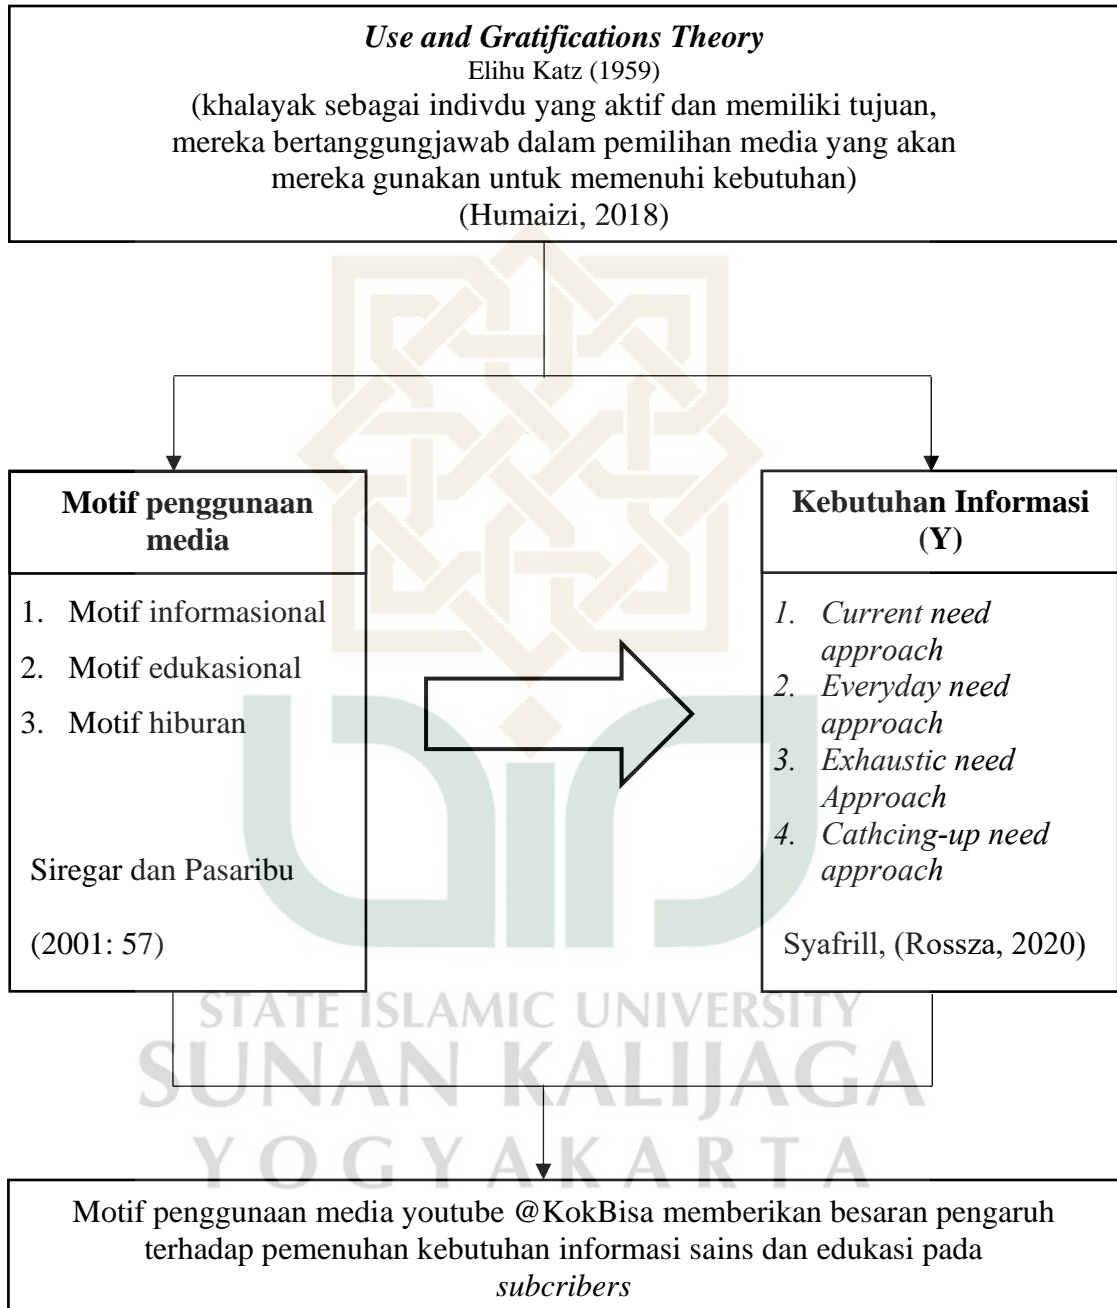 Use and Gratifications Theory
Elihu Katz (1959)
(khalayak sebagai indivdu yang aktif dan memiliki tujuan,
mereka bertanggungjawab dalam pemilihan media yang akan
mereka gunakan untuk memenuhi kebutuhan)
(Humaizi, 2018)
Motif penggunaan
media
1. Motif informasional
2. Motif edukasional
3. Motif hiburan
Siregar dan Pasaribu
(2001: 57)
Kebutuhan Informasi
(Y)
1. Current need
approach
2. Everyday need
approach
3. Exhaustic need
Approach
4. Cathcing-up need
approach
Syafrill, (Rossza, 2020)
STATE ISLAMIC UNIVERSITY
SUNAN KALIJAGA
YOGYAKARTA
Motif penggunaan media youtube @KokBisa memberikan besaran pengaruh
terhadap pemenuhan kebutuhan informasi sains dan edukasi pada
subcribers